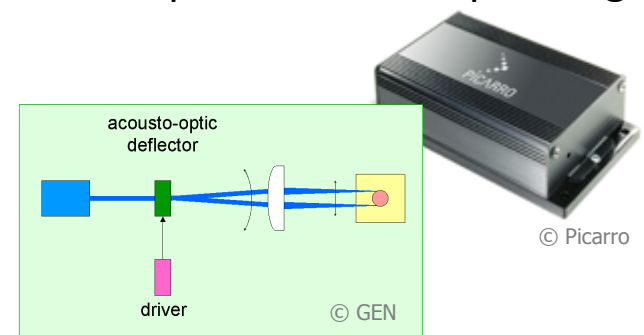 PICARRO
acousto-optic
deflector
© Picarro
driver
© GEN